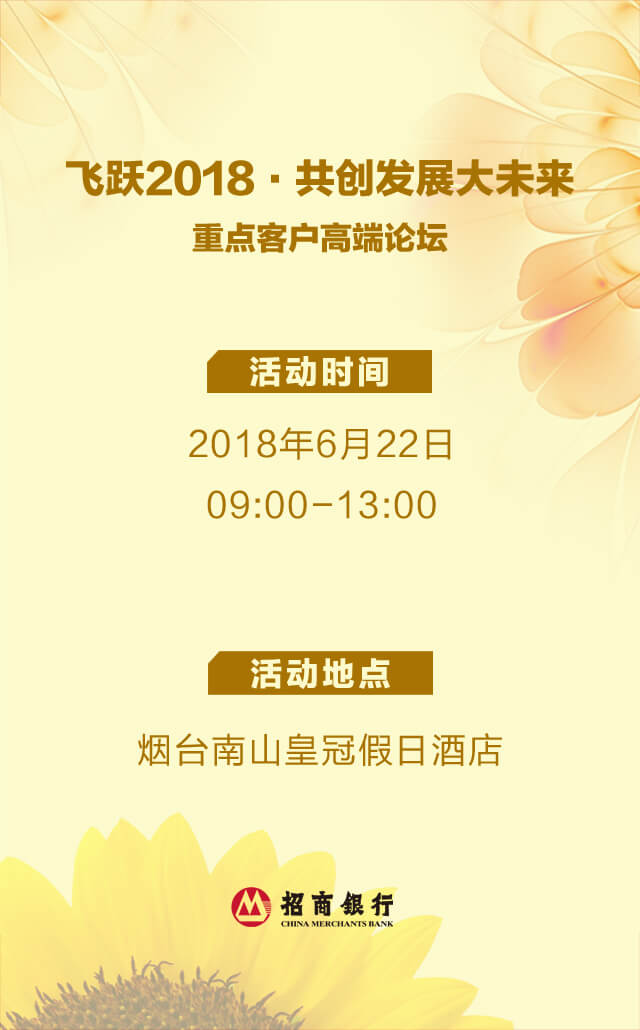 飞跃2018·共创发展大未来
重点客户高端论坛
活动时间
2018年6月22日
09:00-13:00
活动地点
烟台南山皇冠假日酒店
招商银行
CHINA MERCHANTS BANK